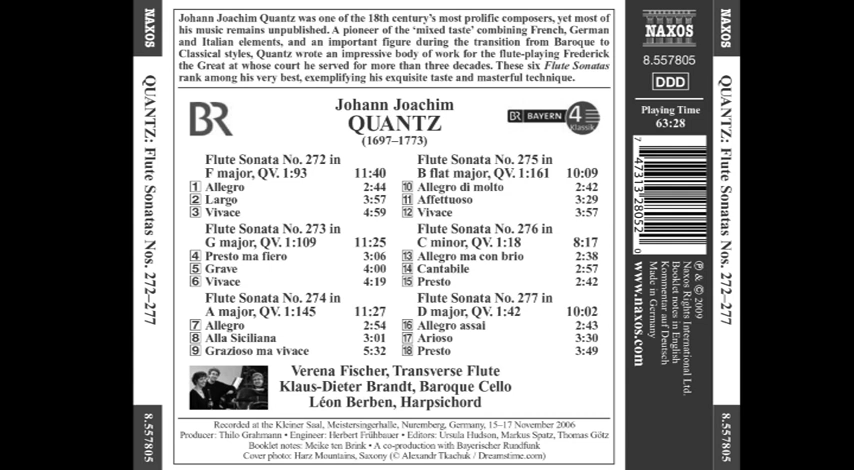 NAXOS
QUANTZ: Flute Sonatas Nos. 272–277
8.557805
Johann Joachim Quantz was one of the 18th century's most prolific composers, yet most of
his music remains unpublished. A pioneer of the 'mixed taste' combining French, German
and Italian elements, and an important figure during the transition from Baroque to
Classical styles, Quantz wrote an impressive body of work for the flute-playing Frederick
the Great at whose court he served for more than three decades. These six Flute Sonatas
rank among his very best, exemplifying his exquisite taste and masterful technique.
BR
Johann Joachim
QUANTZ
(1697–1773)
BR BAYERN 4 Klassik
Flute Sonata No. 272 in
F major, QV. 1:93 11:40
1 Allegro 2:44
2 Largo 3:57
3 Vivace 4:59
Flute Sonata No. 273 in
G major, QV. 1:109 11:25
4 Presto ma fiero 3:06
5 Grave 4:00
6 Vivace 4:19
Flute Sonata No. 274 in
A major, QV. 1:145 11:27
7 Allegro 2:54
8 Alla Siciliana 3:01
9 Grazioso ma vivace 5:32
Flute Sonata No. 275 in
B flat major, QV. 1:161 10:09
10 Allegro di molto 2:42
11 Affettuoso 3:29
12 Vivace 3:57
Flute Sonata No. 276 in
C minor, QV. 1:18 8:17
13 Allegro ma con brio 2:38
14 Cantabile 2:57
15 Presto 2:42
Flute Sonata No. 277 in
D major, QV. 1:42 10:02
16 Allegro assai 2:43
17 Arioso 3:30
18 Presto 3:49
Verena Fischer, Transverse Flute
Klaus-Dieter Brandt, Baroque Cello
Léon Berben, Harpsichord
Recorded at the Kleiner Saal, Meistersingerhalle, Nuremberg, Germany, 15–17 November 2006
Producer: Thilo Grahmann • Engineer: Herbert Frühbauer • Editors: Ursula Hudson, Markus Spatz, Thomas Götz
Booklet notes: Meike ten Brink • A co-production with Bayerischer Rundfunk
Cover photo: Harz Mountains, Saxony (© Alexandr Tkachuk / Dreamstime.com)
NAXOS
8.557805
DDD
Playing Time
63:28
7 47313 28052 0
℗ & © 2009
Naxos Rights International Ltd.
Booklet notes in English
Kommentar auf Deutsch
Made in Germany
www.naxos.com
NAXOS
QUANTZ: Flute Sonatas Nos. 272–277
8.557805